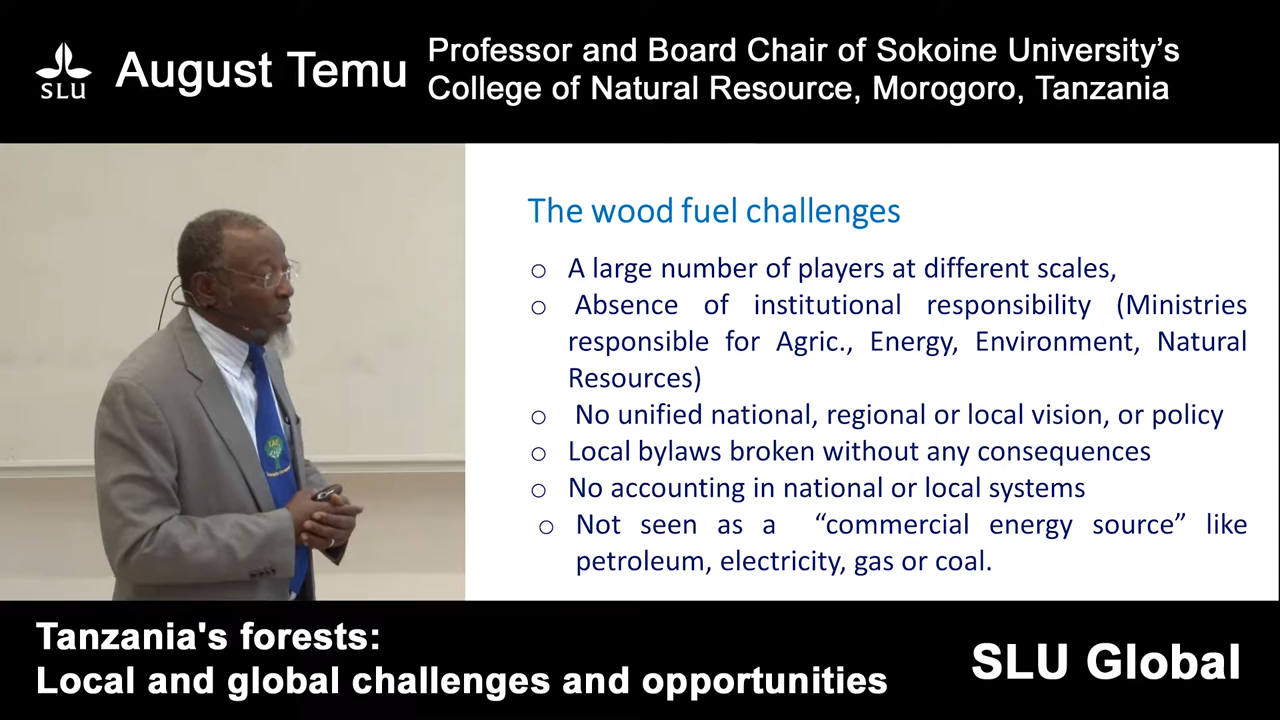 SLU
August Temu
Professor and Board Chair of Sokoine University’s
College of Natural Resource, Morogoro, Tanzania
The wood fuel challenges
○ A large number of players at different scales,
○ Absence of institutional responsibility (Ministries
responsible for Agric., Energy, Environment, Natural
Resources)
○ No unified national, regional or local vision, or policy
○ Local bylaws broken without any consequences
○ No accounting in national or local systems
○ Not seen as a “commercial energy source” like
petroleum, electricity, gas or coal.
Tanzania's forests:
Local and global challenges and opportunities
SLU Global